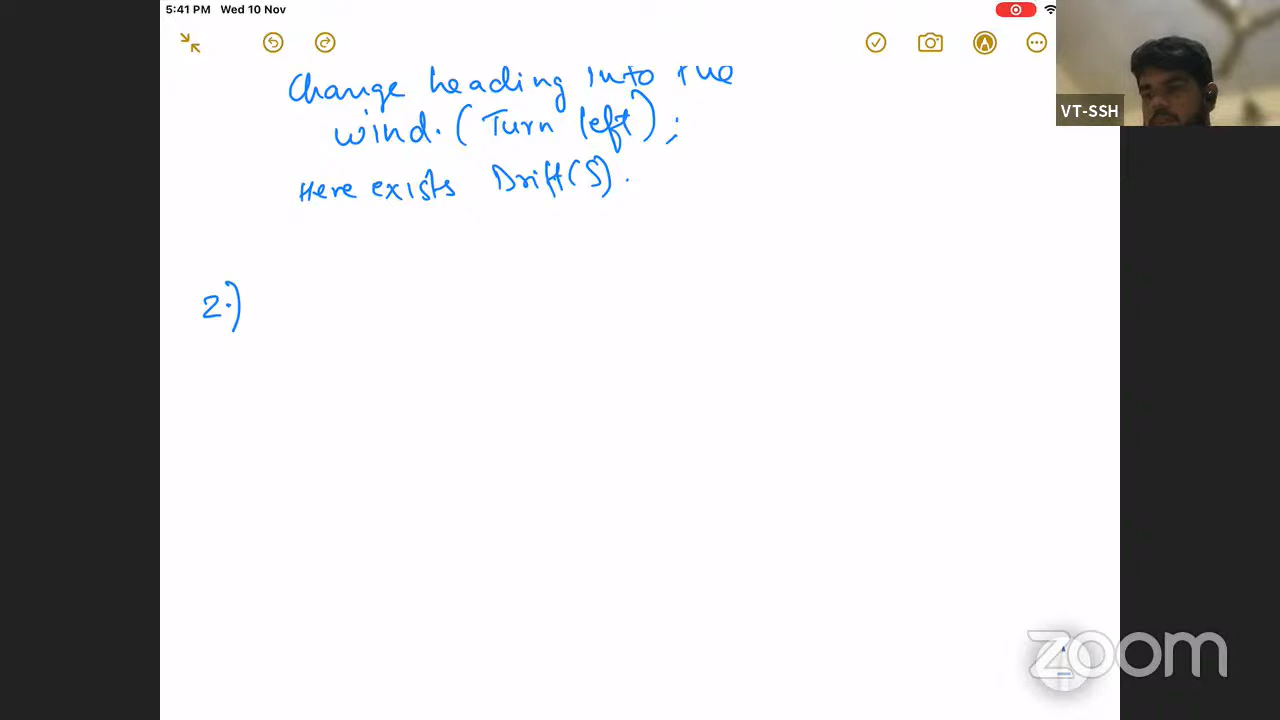 5:41 PM Wed 10 Nov
Change heading into the
wind. (Turn left);
Here exists Drift(S).
2.)
VT-SSH
zoom